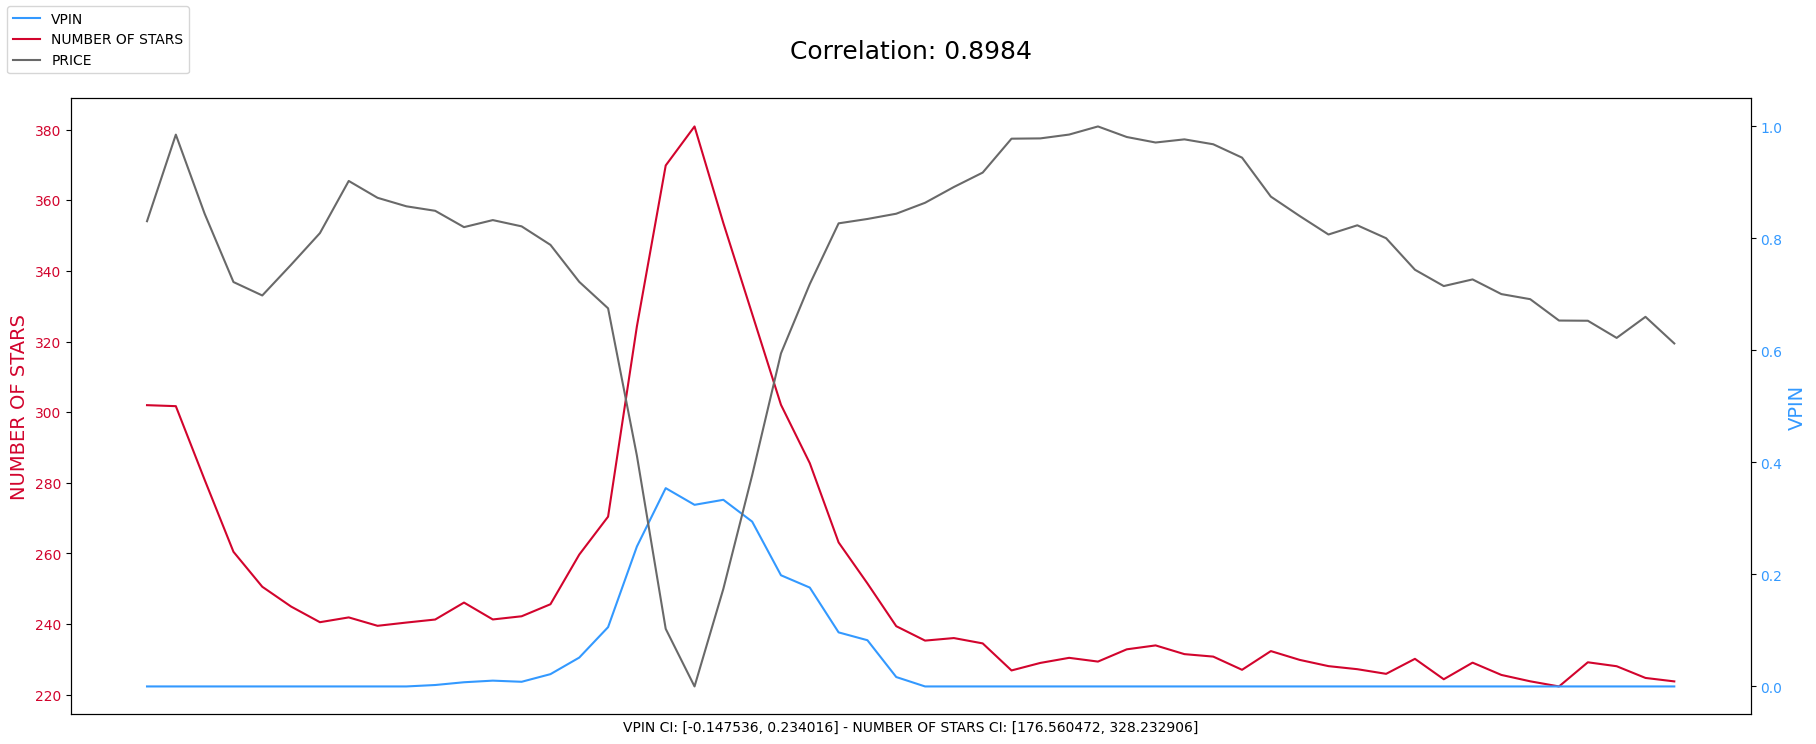 VPIN
NUMBER OF STARS
PRICE
Correlation: 0.8984
380
360
340
320
300
280
260
240
220
NUMBER OF STARS
1.0
0.8
0.6
0.4
0.2
0.0
VPIN
VPIN CI: [-0.147536, 0.234016] - NUMBER OF STARS CI: [176.560472, 328.232906]